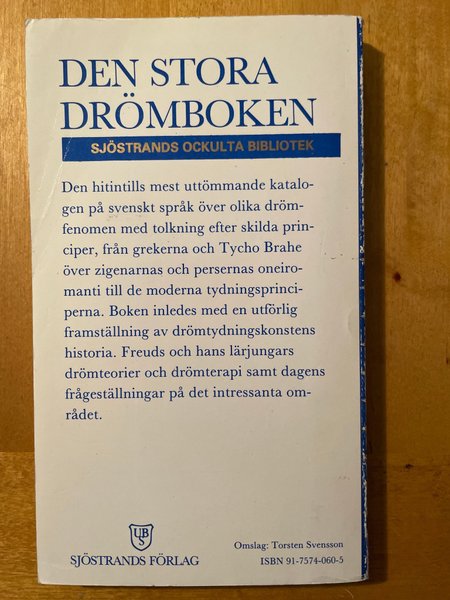 DEN STORA
DRÖMBOKEN
SJÖSTRANDS OCKULTA BIBLIOTEK
Den hitintills mest uttömmande katalo-
gen på svenskt språk över olika dröm-
fenomen med tolkning efter skilda prin-
ciper, från grekerna och Tycho Brahe
över zigenarnas och persernas oneiro-
manti till de moderna tydningsprinci-
perna. Boken inledes med en utförlig
framställning av drömtydningskonstens
historia. Freuds och hans lärjungars
drömteorier och drömterapi samt dagens
frågeställningar på det intressanta om-
rådet.
UBS
SJÖSTRANDS FÖRLAG
Omslag: Torsten Svensson
ISBN 91-7574-060-5